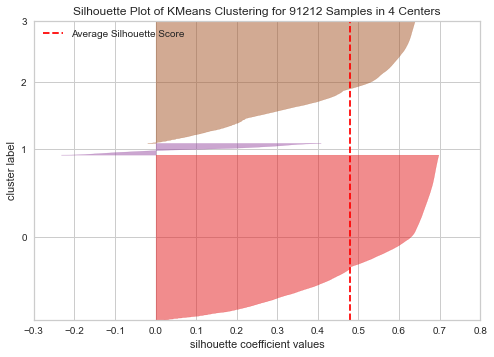 Silhouette Plot of KMeans Clustering for 91212 Samples in 4 Centers
Average Silhouette Score
3
2
1
0
cluster label
−0.3 −0.2 −0.1 0.0 0.1 0.2 0.3 0.4 0.5 0.6 0.7 0.8
silhouette coefficient values